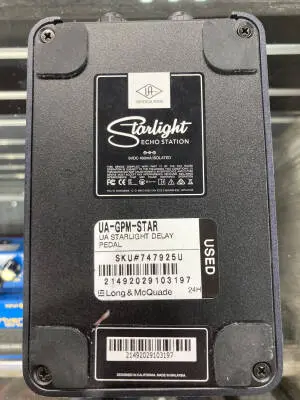 UA
UNIVERSAL AUDIO
Starlight
ECHO STATION
9VDC 400mA ISOLATED
UA-GPM-STAR
UA STARLIGHT DELAY
PEDAL
SKU#747925U
21492029103197
Long & McQuade
24H
USED
21492029103197
DESIGNED IN CALIFORNIA. MADE IN MALAYSIA.